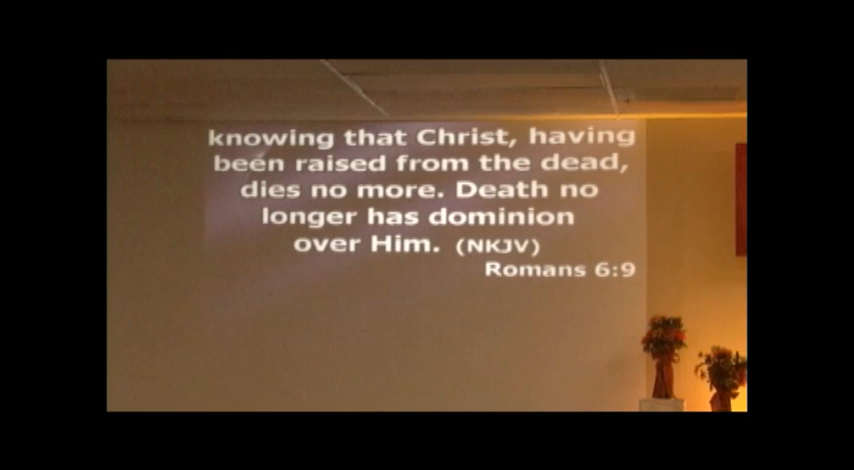 knowing that Christ, having
been raised from the dead,
dies no more. Death no
longer has dominion
over Him. (NKJV)
Romans 6:9